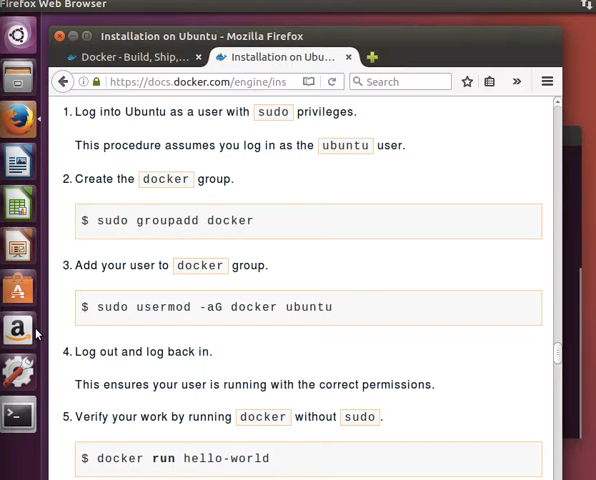 Firefox Web Browser
Installation on Ubuntu - Mozilla Firefox
Docker - Build, Ship,... × Installation on Ubu... ×
https://docs.docker.com/engine/ins Search
1. Log into Ubuntu as a user with sudo privileges.
This procedure assumes you log in as the ubuntu user.
2. Create the docker group.
$ sudo groupadd docker
3. Add your user to docker group.
$ sudo usermod -aG docker ubuntu
4. Log out and log back in.
This ensures your user is running with the correct permissions.
5. Verify your work by running docker without sudo.
$ docker run hello-world